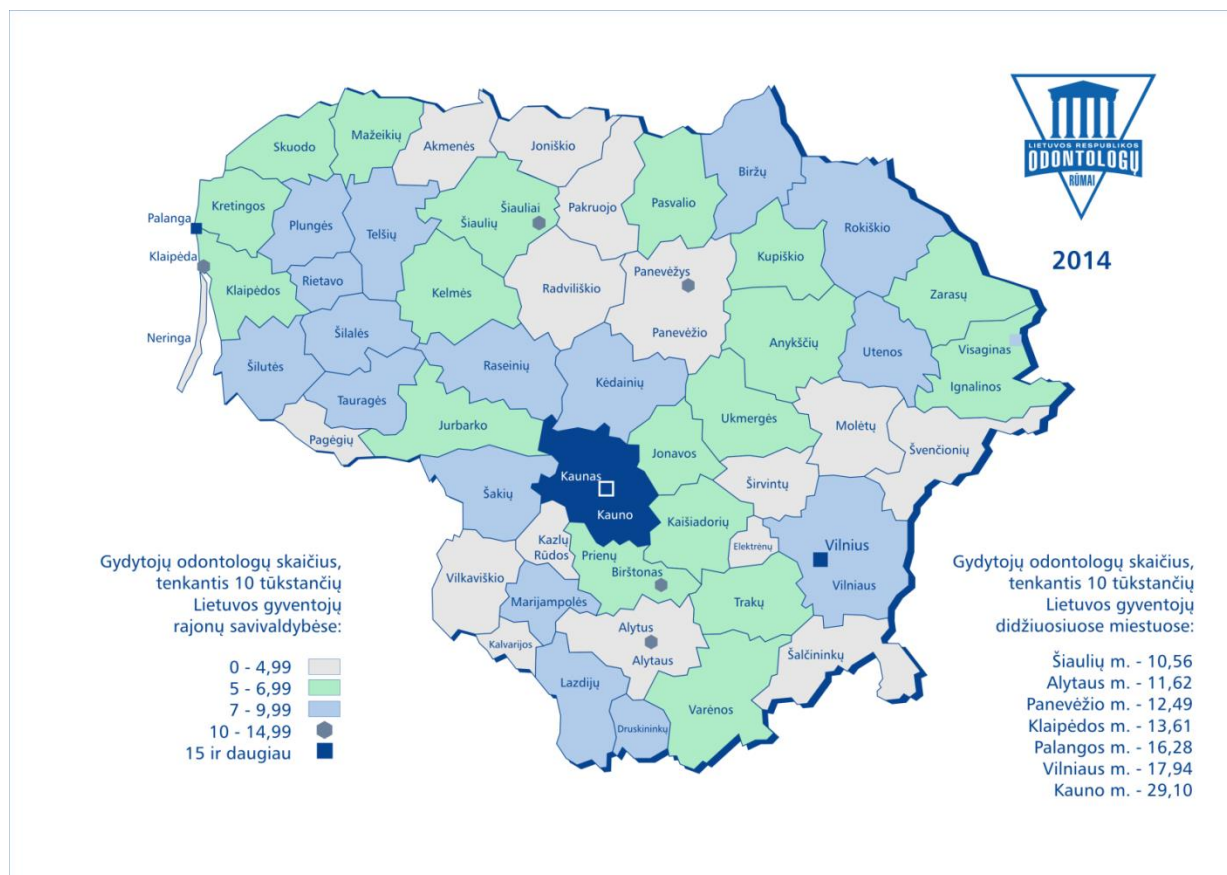 LIETUVOS RESPUBLIKOS
ODONTOLOGŲ
RŪMAI
2014
Skuodo
Mažeikių
Akmenės
Joniškio
Kretingos
Plungės
Telšių
Šiauliai
Šiaulių
Pakruojo
Pasvalio
Biržų
Rokiškio
Palanga
Klaipėda
Klaipėdos
Rietavo
Kelmės
Radviliškio
Panevėžys
Panevėžio
Kupiškio
Zarasų
Neringa
Šilutės
Šilalės
Tauragės
Raseinių
Kėdainių
Anykščių
Utenos
Visaginas
Ignalinos
Pagėgių
Jurbarko
Ukmergės
Molėtų
Švenčionių
Jonavos
Širvintų
Kaunas
Kauno
Šakių
Kaišiadorių
Elektrėnų
Vilnius
Vilniaus
Kazlų
Rūdos
Prienų
Birštonas
Vilkaviškio
Marijampolės
Trakų
Kalvarijos
Alytus
Alytaus
Šalčininkų
Lazdijų
Druskininkų
Varėnos
Gydytojų odontologų skaičius,
tenkantis 10 tūkstančių
Lietuvos gyventojų
rajonų savivaldybėse:
0 - 4,99
5 - 6,99
7 - 9,99
10 - 14,99
15 ir daugiau
Gydytojų odontologų skaičius,
tenkantis 10 tūkstančių
Lietuvos gyventojų
didžiuosiuose miestuose:
Šiaulių m. - 10,56
Alytaus m. - 11,62
Panevėžio m. - 12,49
Klaipėdos m. - 13,61
Palangos m. - 16,28
Vilniaus m. - 17,94
Kauno m. - 29,10